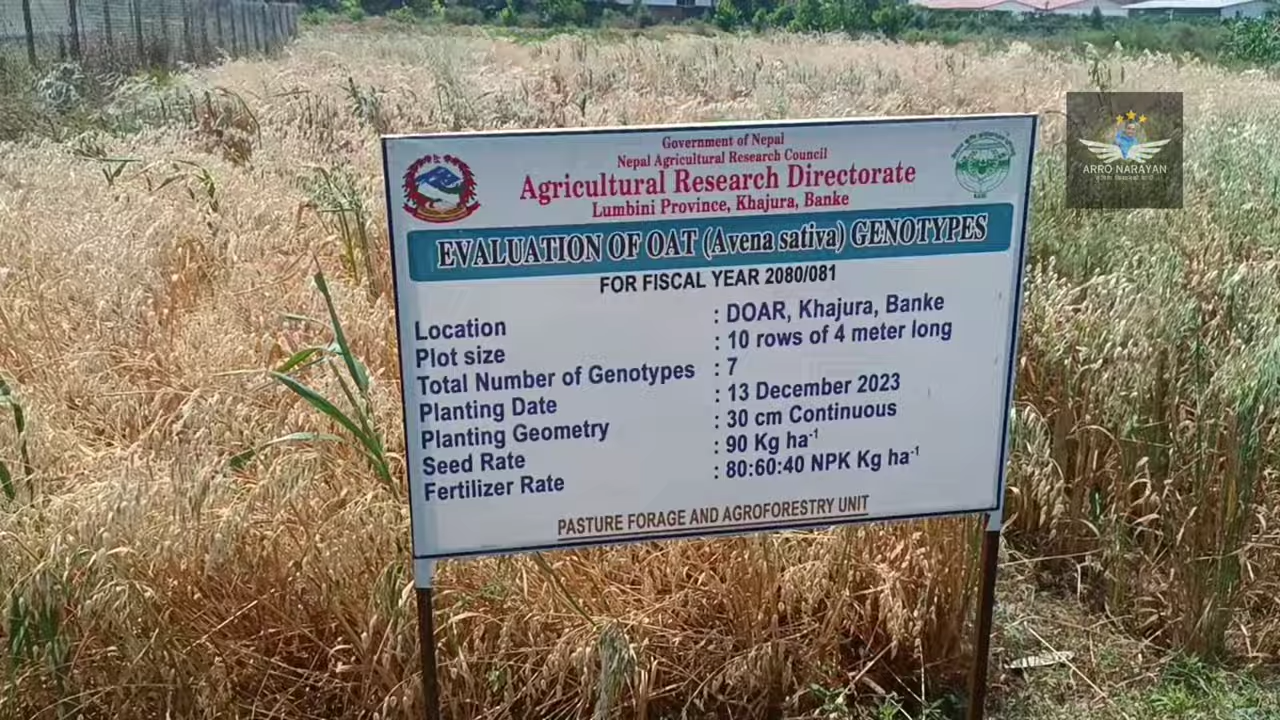 Government of Nepal
Nepal Agricultural Research Council
Agricultural Research Directorate
Lumbini Province, Khajura, Banke
EVALUATION OF OAT (Avena sativa) GENOTYPES
FOR FISCAL YEAR 2080/081
Location : DOAR, Khajura, Banke
Plot size : 10 rows of 4 meter long
Total Number of Genotypes : 7
Planting Date : 13 December 2023
Planting Geometry : 30 cm Continuous
Seed Rate : 90 Kg ha⁻¹
Fertilizer Rate : 80:60:40 NPK Kg ha⁻¹
PASTURE FORAGE AND AGROFORESTRY UNIT
ARRO NARAYAN